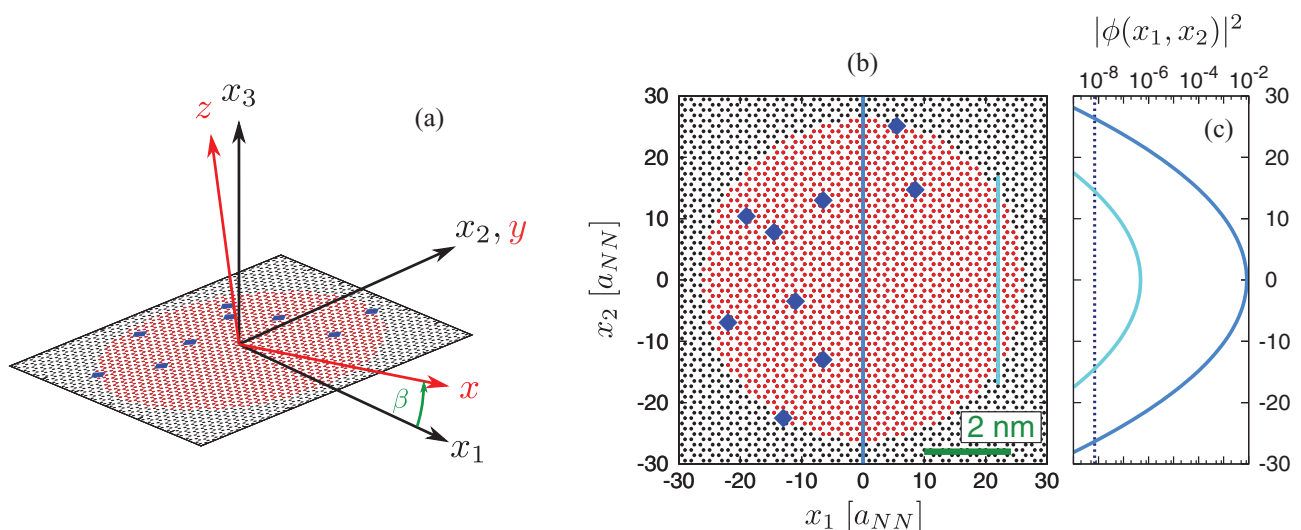 (a)
z
x₃
x₂, y
x
β
x₁
(b)
30
20
10
0
-10
-20
-30
x₂ [a_NN]
2 nm
-30 -20 -10 0 10 20 30
x₁ [a_NN]
|ϕ(x₁, x₂)|²
10⁻⁸ 10⁻⁶ 10⁻⁴ 10⁻²
(c)
30
20
10
0
-10
-20
-30